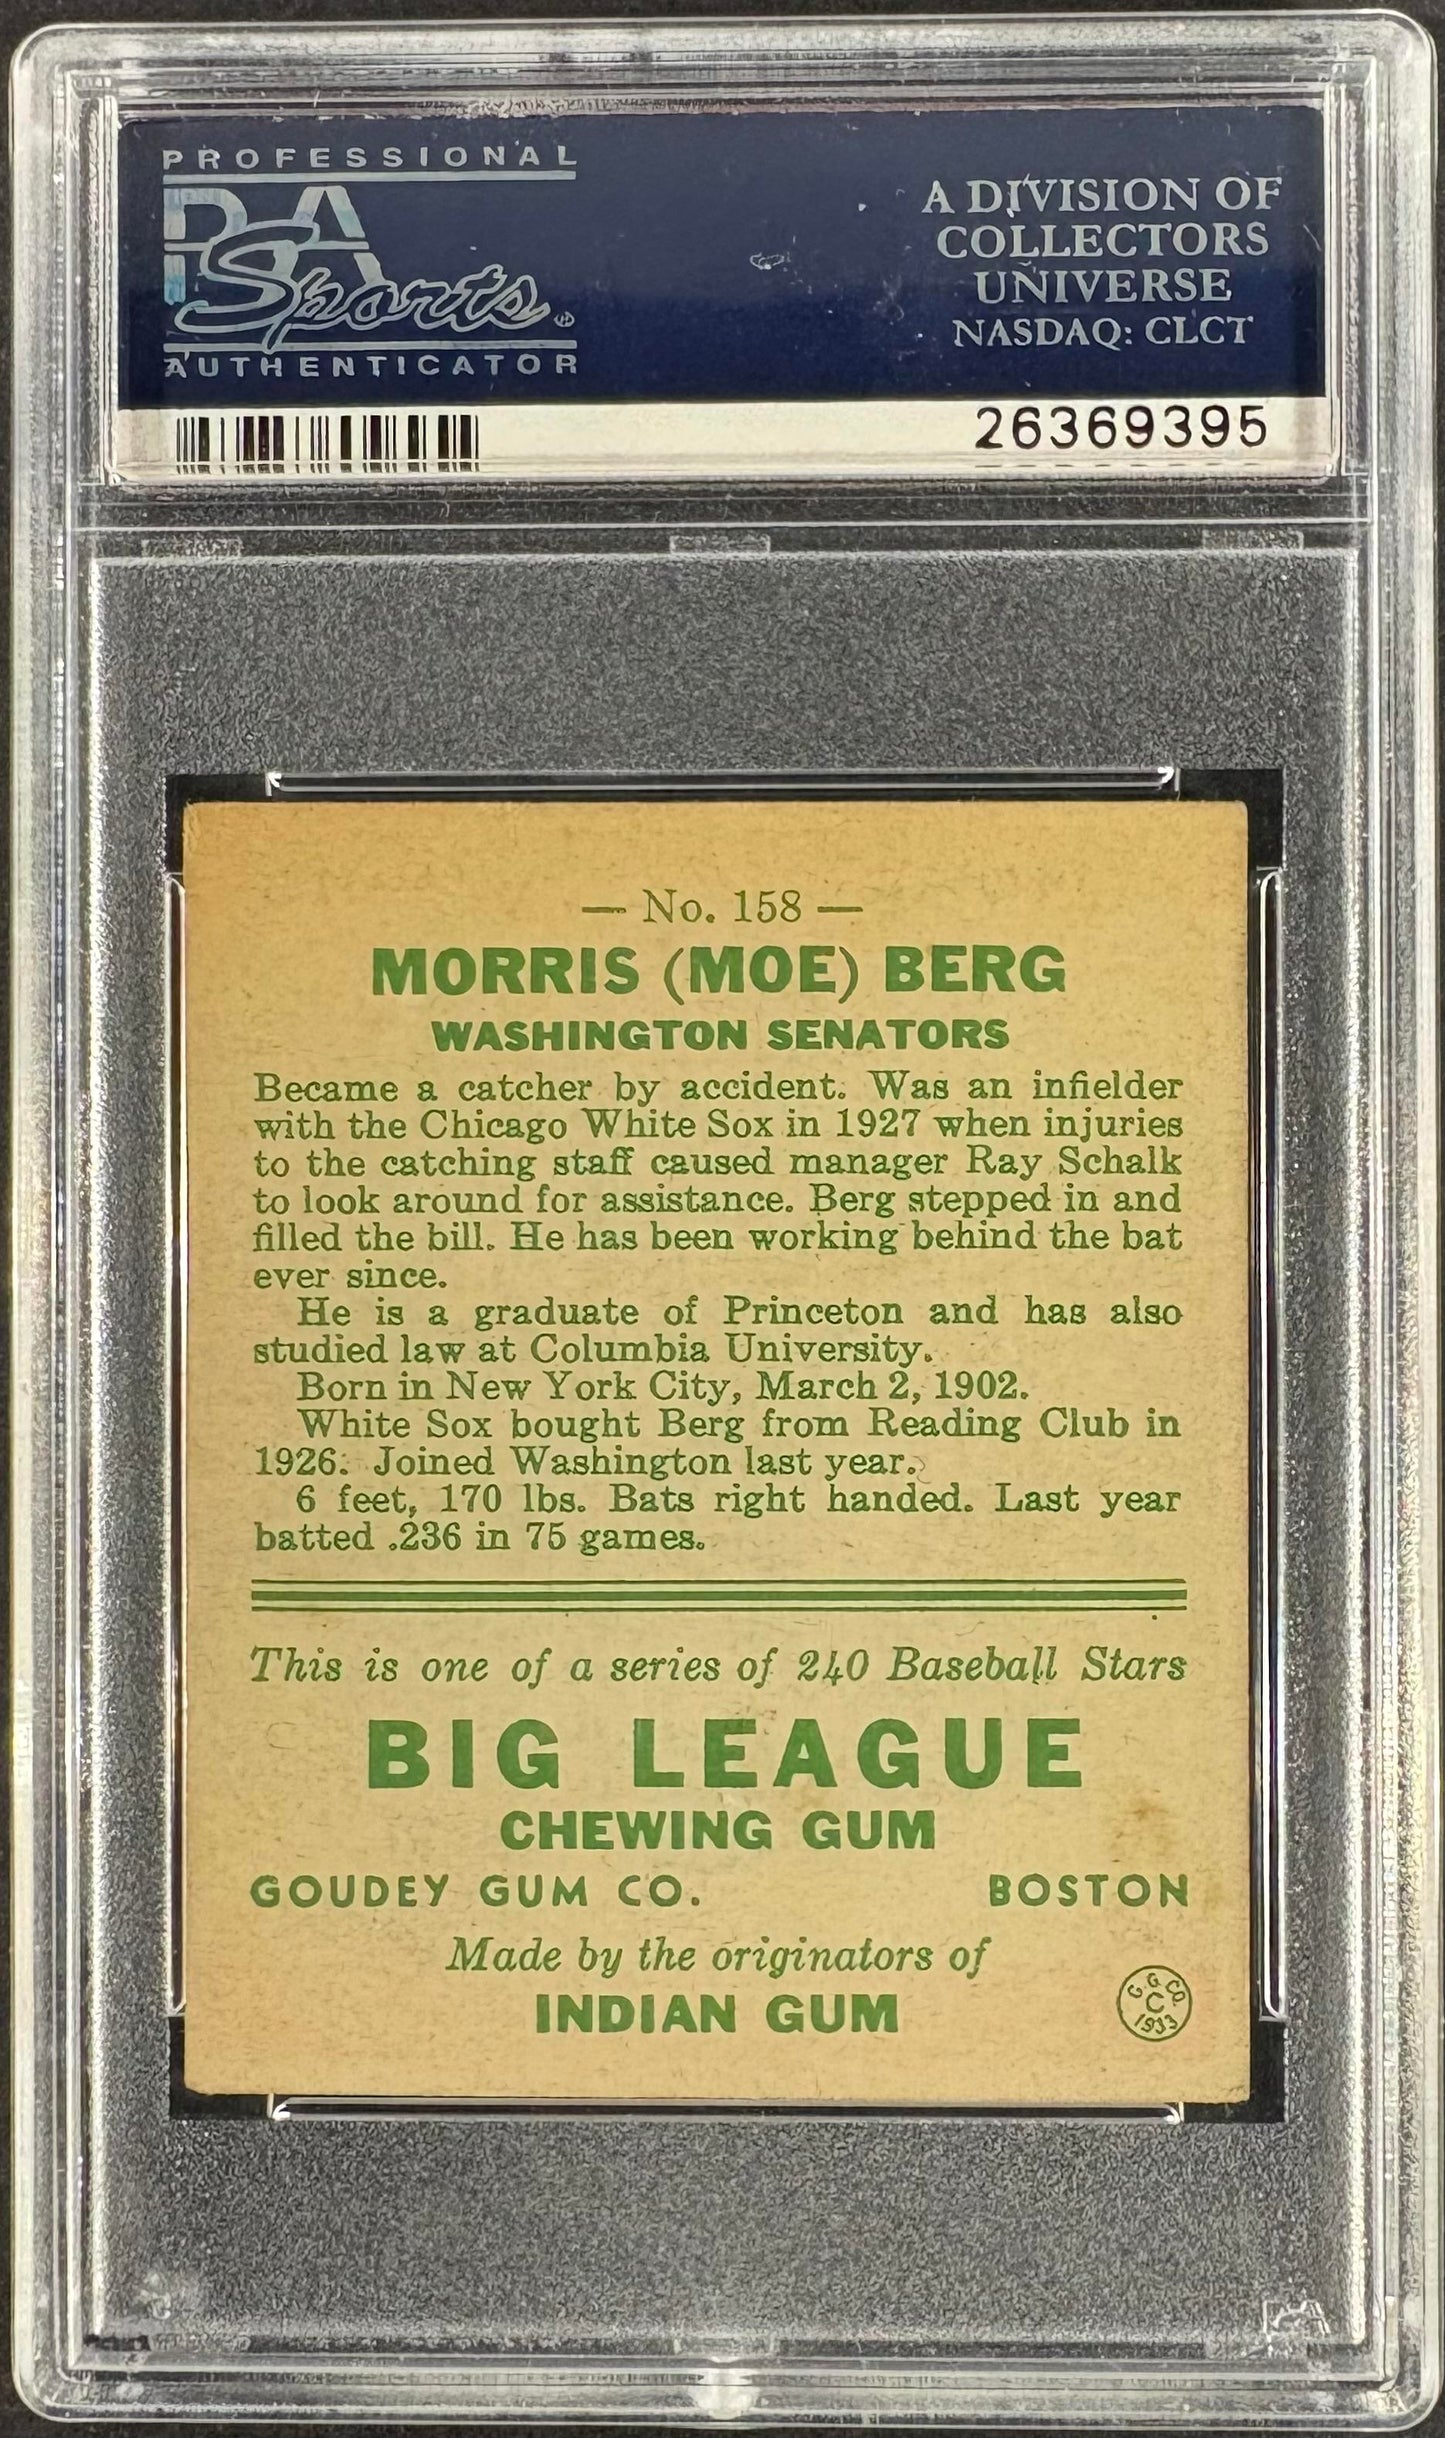 PROFESSIONAL
PSA
Sports
AUTHENTICATOR
A DIVISION OF
COLLECTORS
UNIVERSE
NASDAQ: CLCT
26369395
— No. 158 —
MORRIS (MOE) BERG
WASHINGTON SENATORS
Became a catcher by accident. Was an infielder
with the Chicago White Sox in 1927 when injuries
to the catching staff caused manager Ray Schalk
to look around for assistance. Berg stepped in and
filled the bill. He has been working behind the bat
ever since.
He is a graduate of Princeton and has also
studied law at Columbia University.
Born in New York City, March 2, 1902.
White Sox bought Berg from Reading Club in
1926. Joined Washington last year.
6 feet, 170 lbs. Bats right handed. Last year
batted .236 in 75 games.
This is one of a series of 240 Baseball Stars
BIG LEAGUE
CHEWING GUM
GOUDEY GUM CO. BOSTON
Made by the originators of
INDIAN GUM
G. G. CO.
C
1933